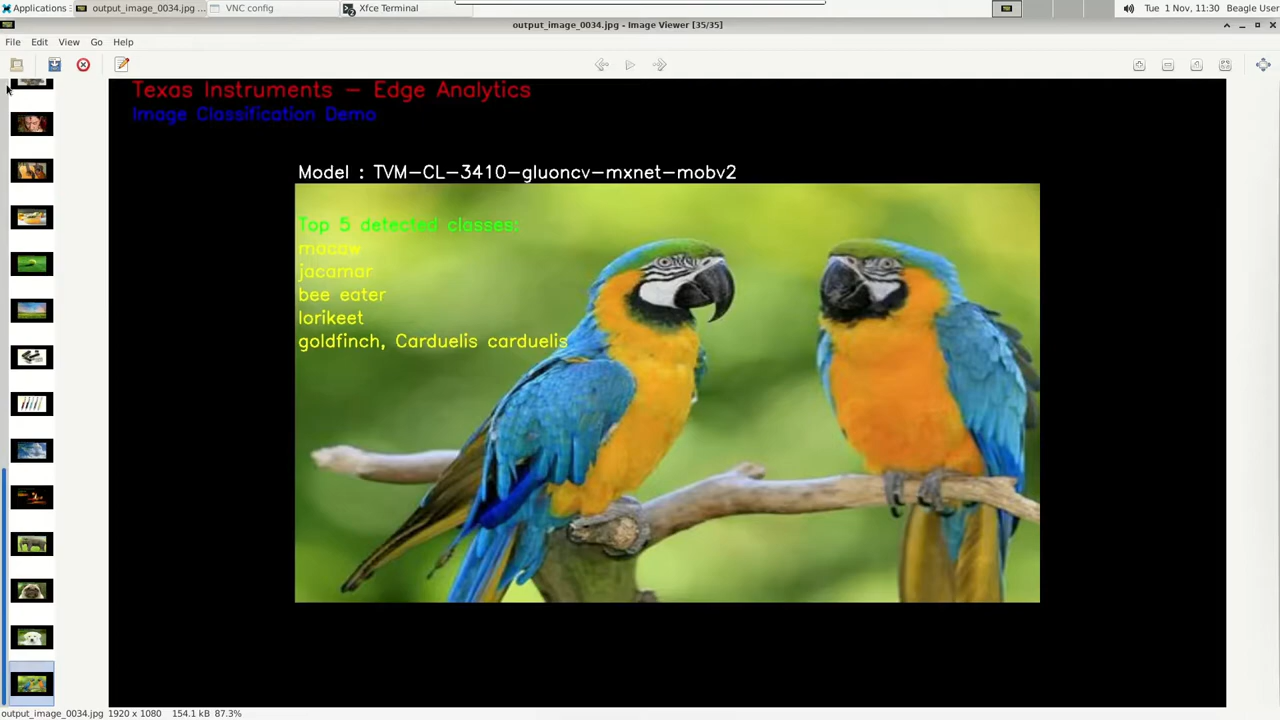 Applications
output_image_0034.jpg ...
VNC config
Xfce Terminal
Tue 1 Nov, 11:30
Beagle User
output_image_0034.jpg - Image Viewer [35/35]
File Edit View Go Help
Texas Instruments - Edge Analytics
Image Classification Demo
Model : TVM-CL-3410-gluoncv-mxnet-mobv2
Top 5 detected classes:
macaw
jacamar
bee eater
lorikeet
goldfinch, Carduelis carduelis
output_image_0034.jpg 1920 x 1080 154.1 kB 87.3%